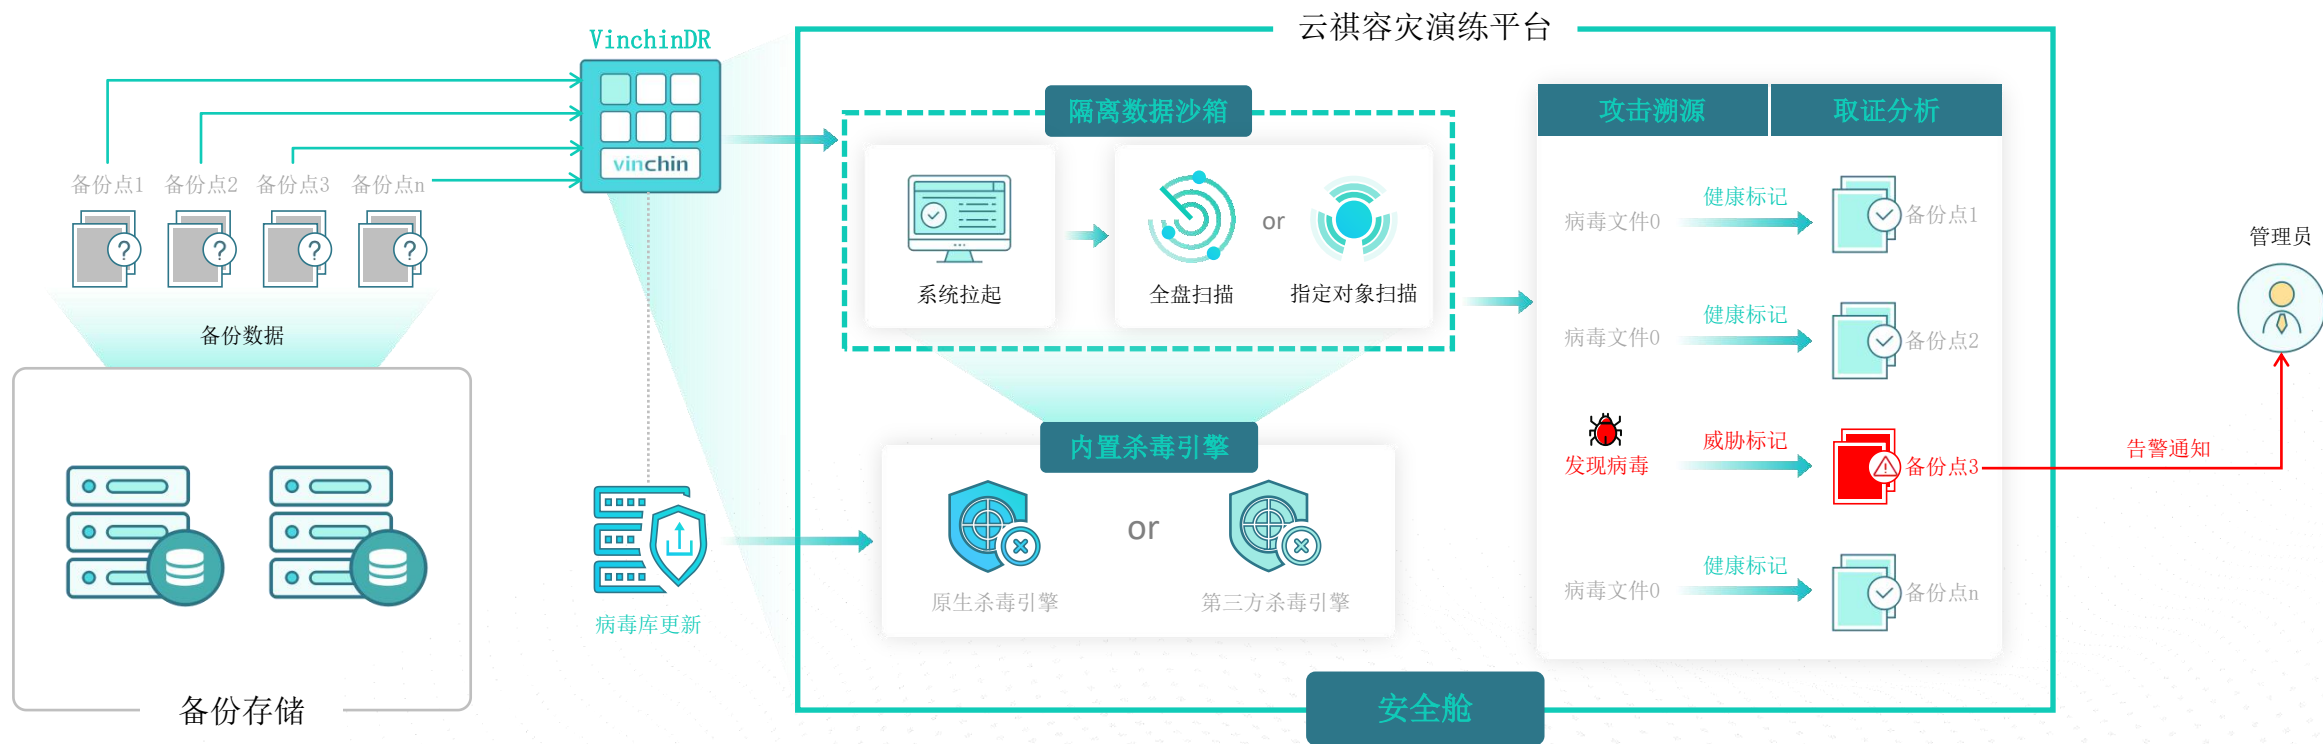 云祺容灾演练平台
VinchinDR
vinchin
备份点1
备份点2
备份点3
备份点n
? ? ? ?
备份数据
备份存储
病毒库更新
隔离数据沙箱
系统拉起
全盘扫描
or
指定对象扫描
内置杀毒引擎
原生杀毒引擎
or
第三方杀毒引擎
攻击溯源
取证分析
病毒文件0
健康标记
备份点1
病毒文件0
健康标记
备份点2
发现病毒
威胁标记
备份点3
病毒文件0
健康标记
备份点n
告警通知
管理员
安全舱